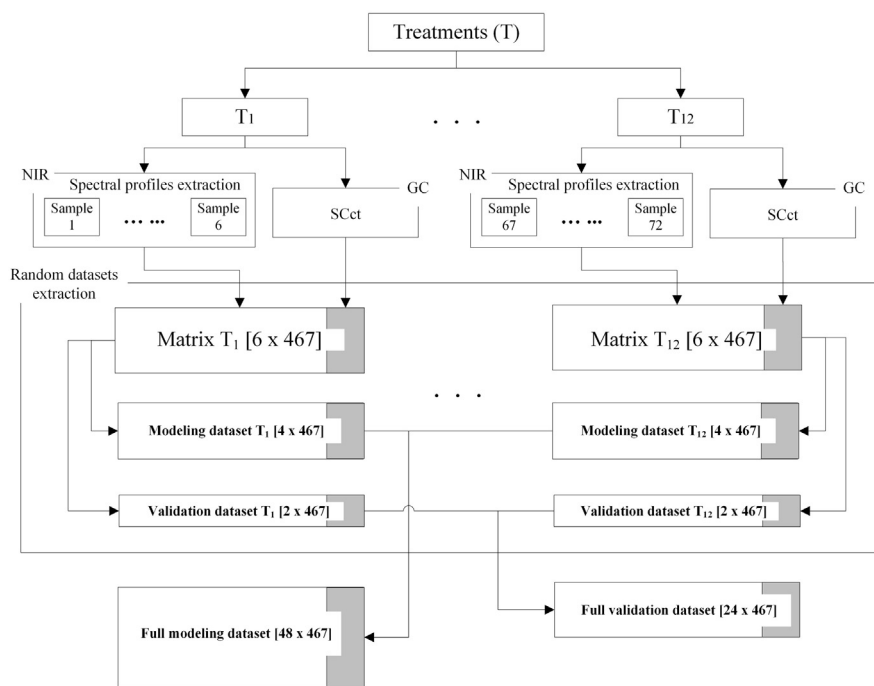 Treatments (T)
T1
. . .
T12
NIR
Spectral profiles extraction
Sample
1
... ...
Sample
6
GC
SCct
NIR
Spectral profiles extraction
Sample
67
... ...
Sample
72
GC
SCct
Random datasets
extraction
Matrix T1 [6 x 467]
Matrix T12 [6 x 467]
. . .
Modeling dataset T1 [4 x 467]
Modeling dataset T12 [4 x 467]
Validation dataset T1 [2 x 467]
Validation dataset T12 [2 x 467]
Full modeling dataset [48 x 467]
Full validation dataset [24 x 467]